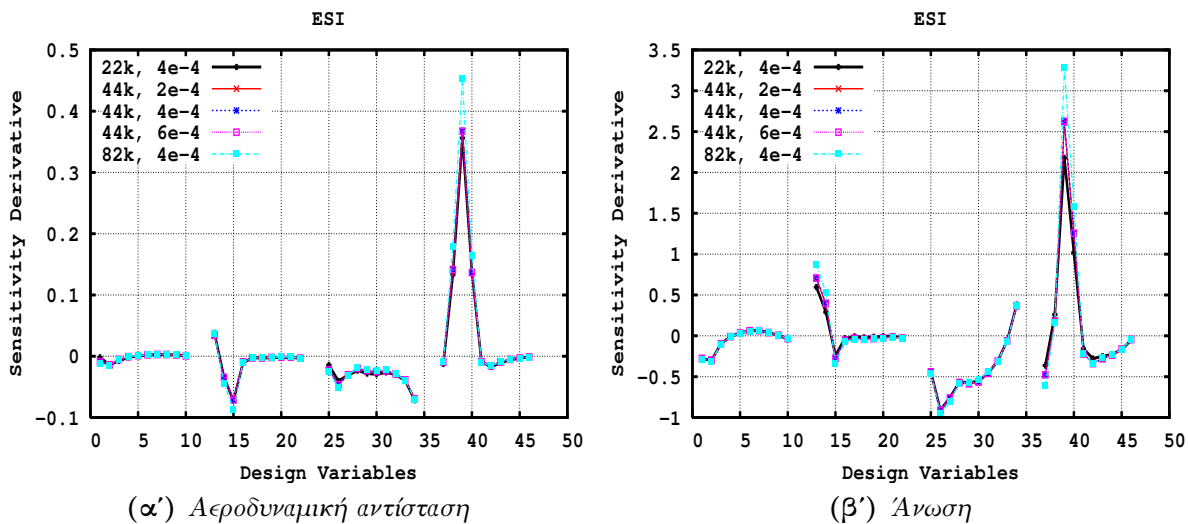 ESI
Sensitivity Derivative
22k, 4e-4
44k, 2e-4
44k, 4e-4
44k, 6e-4
82k, 4e-4
0.5
0.4
0.3
0.2
0.1
0
−0.1
0 5 10 15 20 25 30 35 40 45 50
Design Variables
(αʹ) Αεροδυναμική αντίσταση
ESI
Sensitivity Derivative
22k, 4e-4
44k, 2e-4
44k, 4e-4
44k, 6e-4
82k, 4e-4
3.5
3
2.5
2
1.5
1
0.5
0
−0.5
−1
0 5 10 15 20 25 30 35 40 45 50
Design Variables
(βʹ) Άνωση